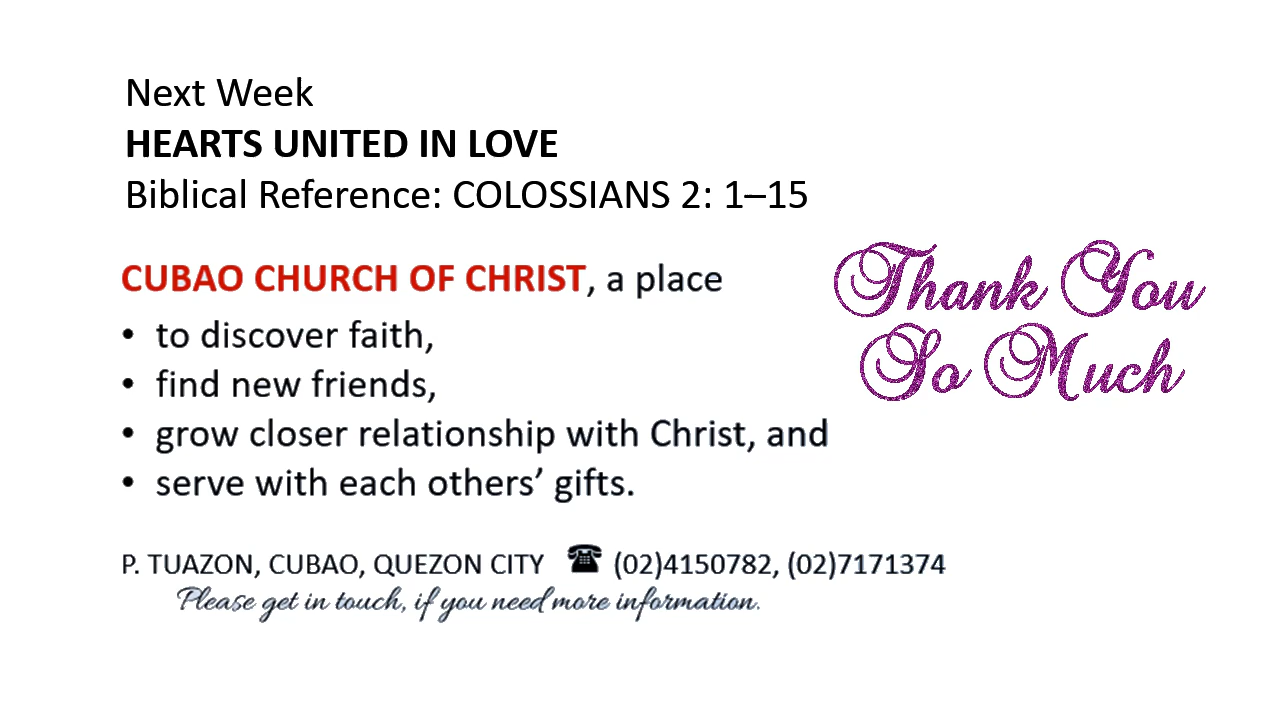 Next Week
HEARTS UNITED IN LOVE
Biblical Reference: COLOSSIANS 2: 1–15
CUBAO CHURCH OF CHRIST, a place
• to discover faith,
• find new friends,
• grow closer relationship with Christ, and
• serve with each others’ gifts.
Thank You
So Much
P. TUAZON, CUBAO, QUEZON CITY ☎ (02)4150782, (02)7171374
Please get in touch, if you need more information.